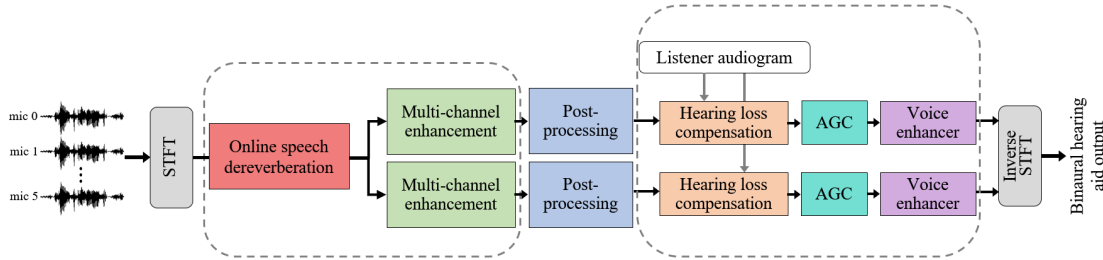 mic 0
mic 1
mic 5
STFT
Online speech
dereverberation
Multi-channel
enhancement
Multi-channel
enhancement
Post-
processing
Post-
processing
Listener audiogram
Hearing loss
compensation
Hearing loss
compensation
AGC
AGC
Voice
enhancer
Voice
enhancer
Inverse
STFT
Binaural hearing
aid output